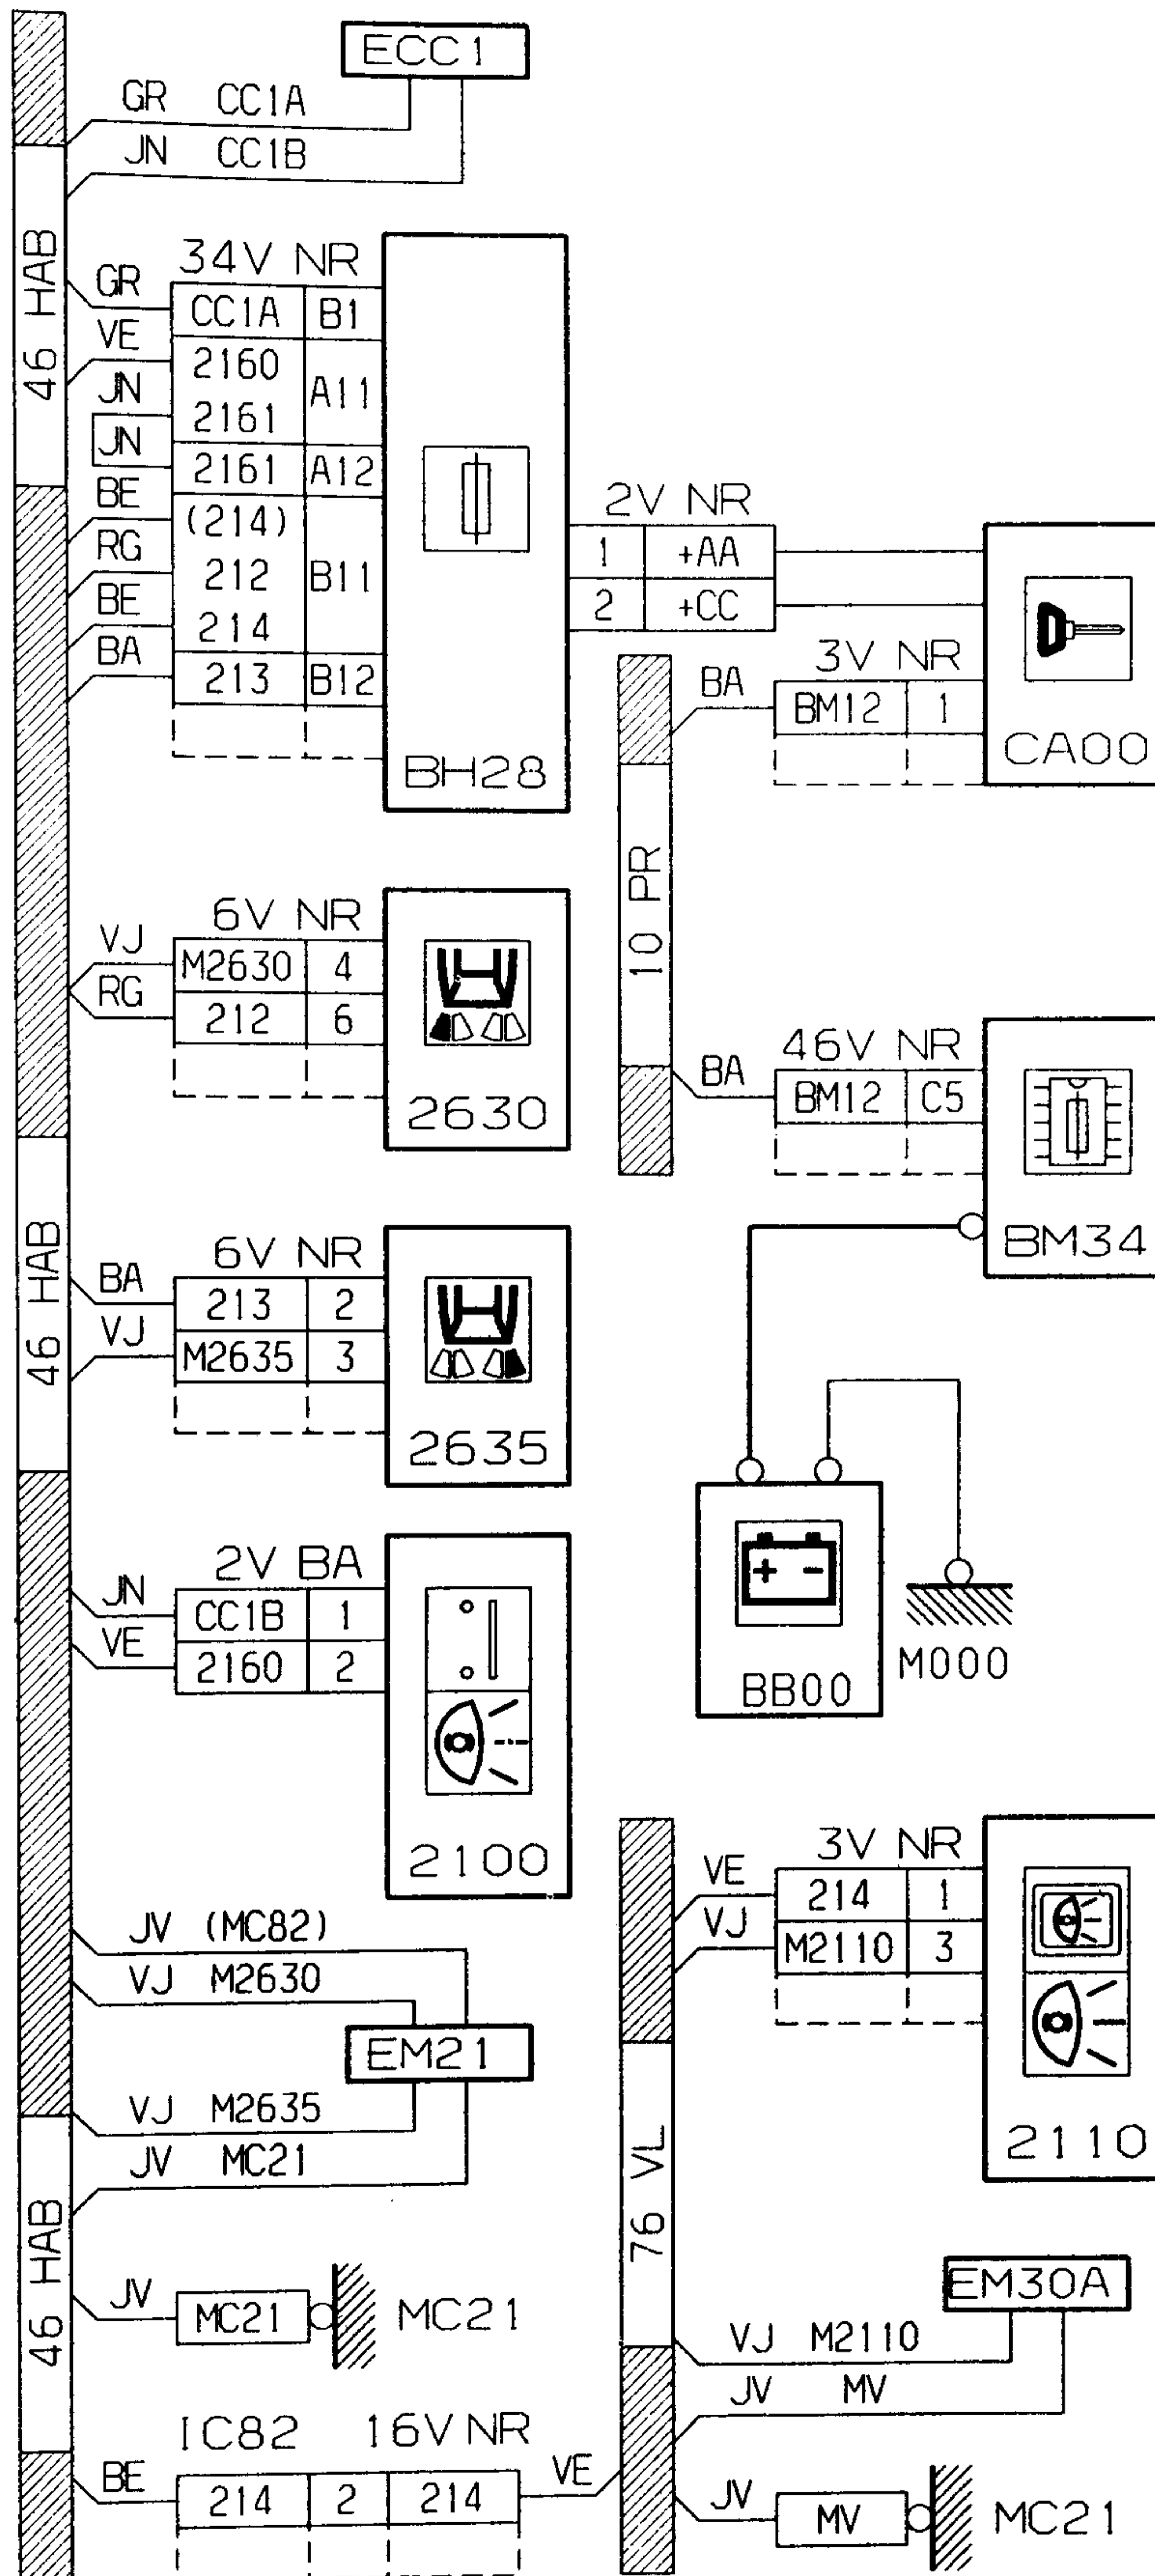 ECC1
GR CC1A
JN CC1B
46 HAB
34V NR
GR CC1A B1
VE 2160 A11
JN 2161
JN 2161 A12
BE (214)
RG 212 B11
BE 214
BA 213 B12
BH28
2V NR
1 +AA
2 +CC
3V NR
BA BM12 1
CA00
10 PR
6V NR
VJ M2630 4
RG 212 6
2630
46V NR
BA BM12 C5
BM34
46 HAB
6V NR
BA 213 2
VJ M2635 3
2635
+ -
BB00
M000
2V BA
JN CC1B 1
VE 2160 2
2100
3V NR
VE 214 1
VJ M2110 3
2110
JV (MC82)
VJ M2630
EM21
VJ M2635
JV MC21
76 VL
46 HAB
JV MC21 MC21
EM30A
VJ M2110
JV MV
IC82 16V NR
BE 214 2 214 VE
JV MV MC21